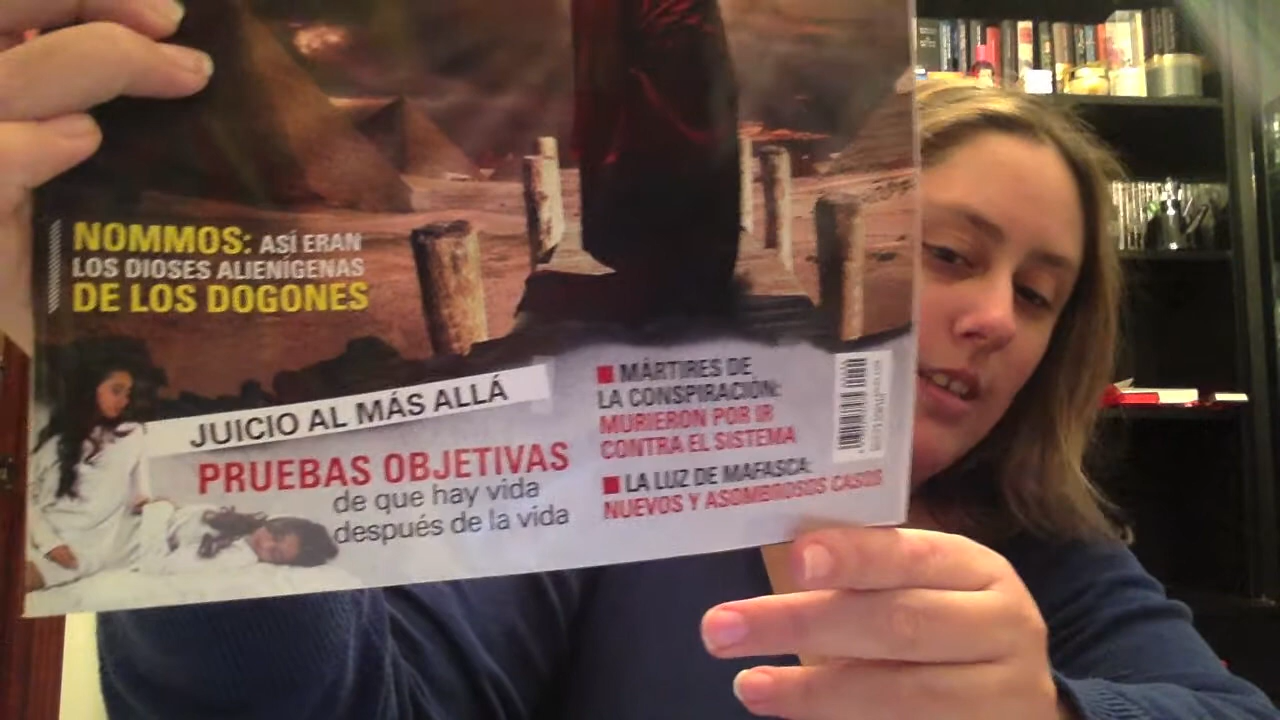 NOMMOS: ASÍ ERAN
LOS DIOSES ALIENÍGENAS
DE LOS DOGONES
JUICIO AL MÁS ALLÁ
PRUEBAS OBJETIVAS
de que hay vida
después de la vida
MÁRTIRES DE
LA CONSPIRACIÓN:
MURIERON POR IR
CONTRA EL SISTEMA
LA LUZ DE MAFASCA:
NUEVOS Y ASOMBROSOS CASOS